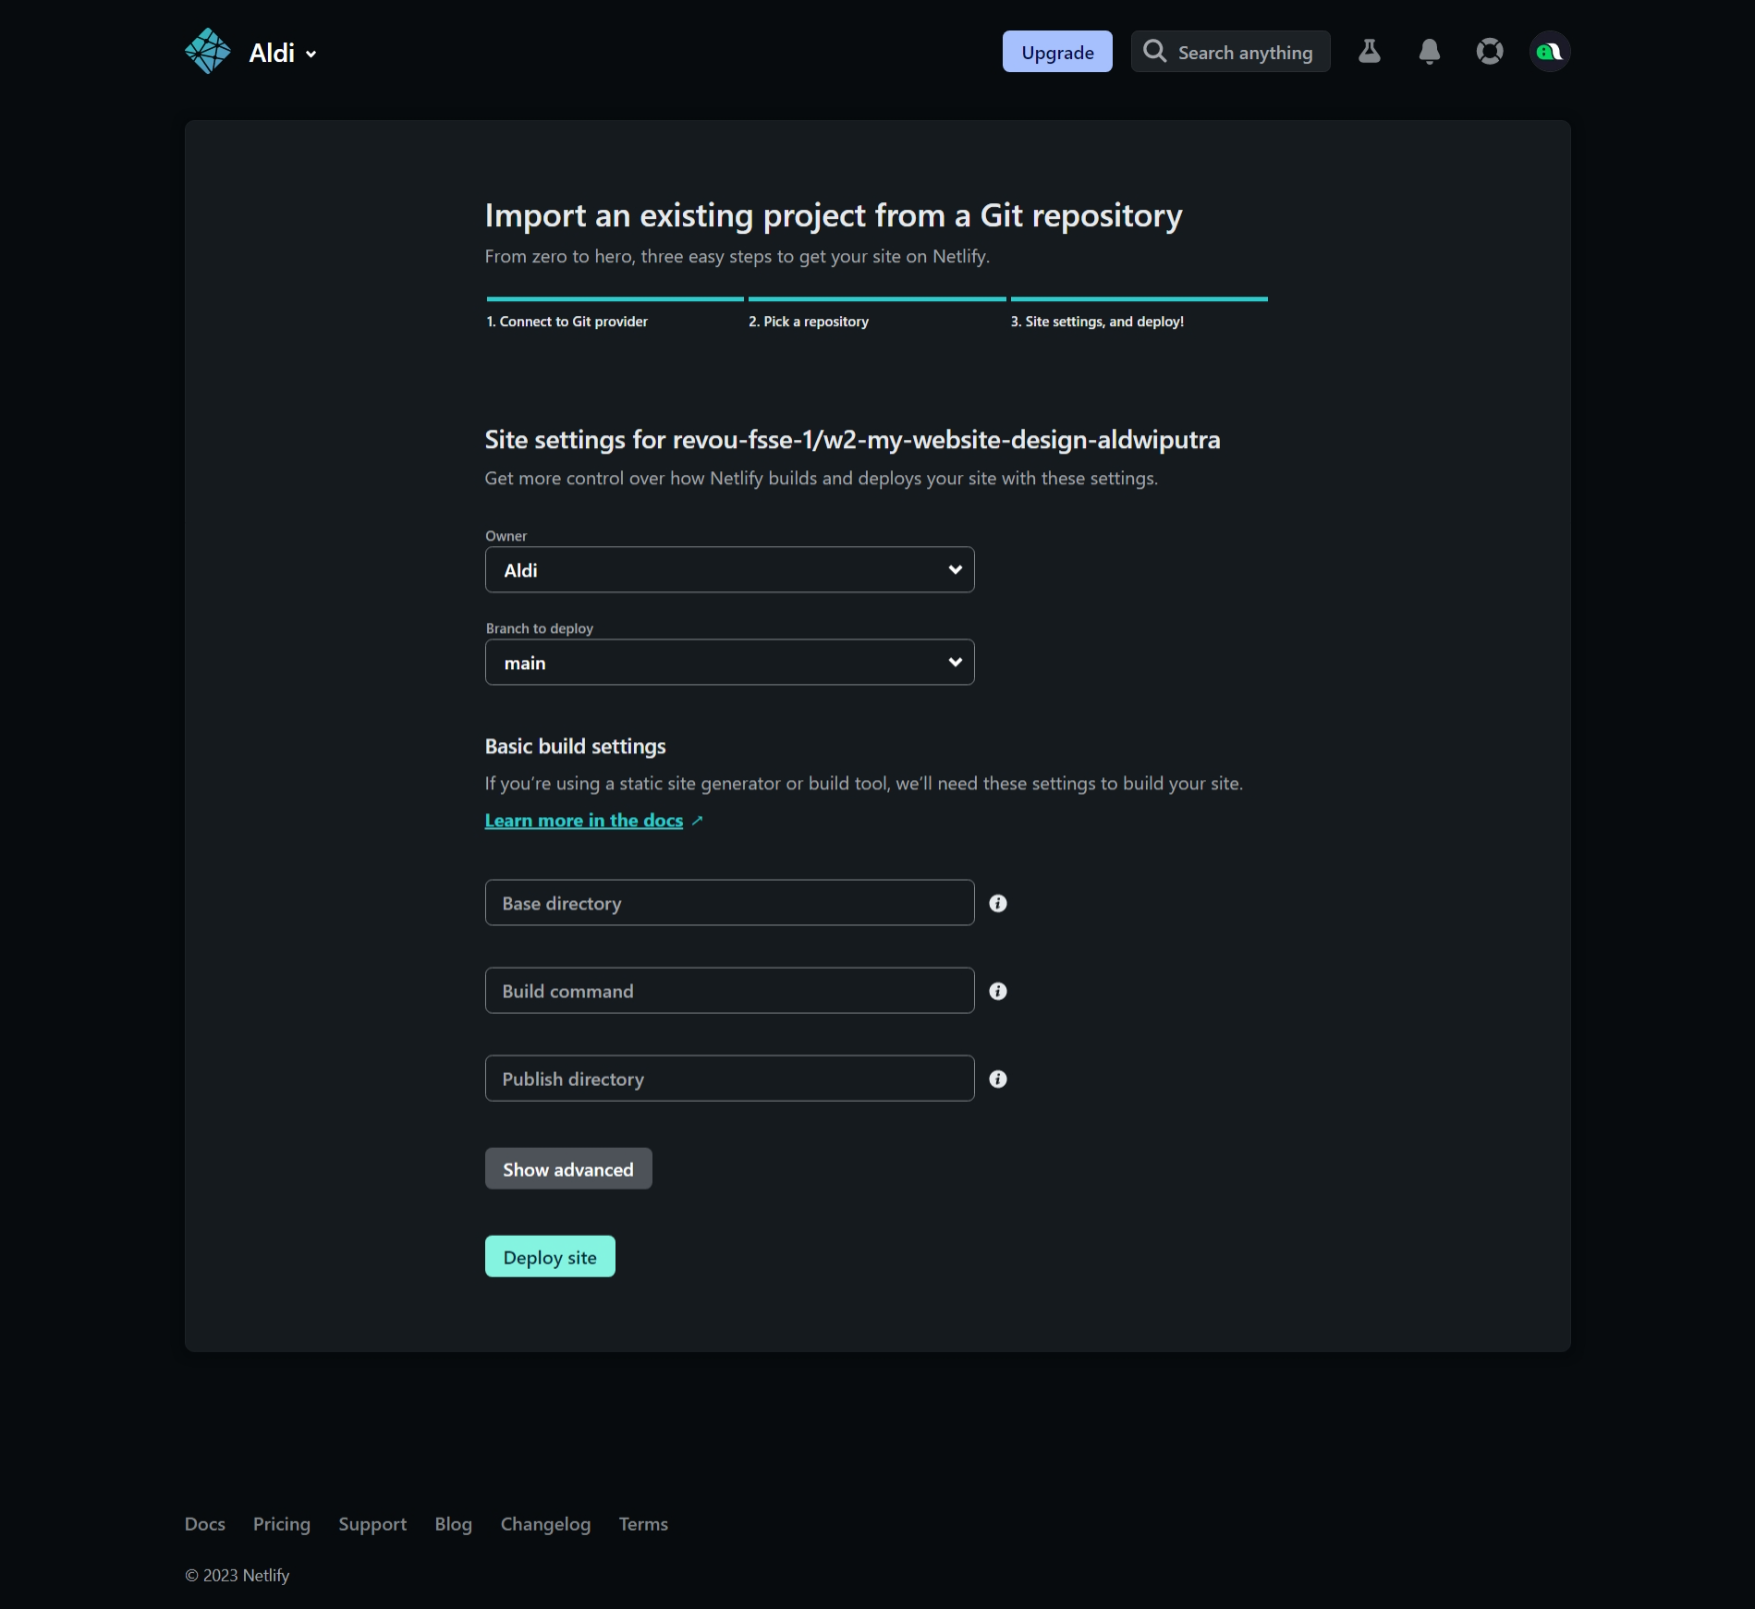 Aldi
Upgrade
Search anything
Import an existing project from a Git repository
From zero to hero, three easy steps to get your site on Netlify.
1. Connect to Git provider
2. Pick a repository
3. Site settings, and deploy!
Site settings for revou-fsse-1/w2-my-website-design-aldwiputra
Get more control over how Netlify builds and deploys your site with these settings.
Owner
Aldi
Branch to deploy
main
Basic build settings
If you’re using a static site generator or build tool, we’ll need these settings to build your site.
Learn more in the docs ↗
Base directory
Build command
Publish directory
Show advanced
Deploy site
Docs Pricing Support Blog Changelog Terms
© 2023 Netlify